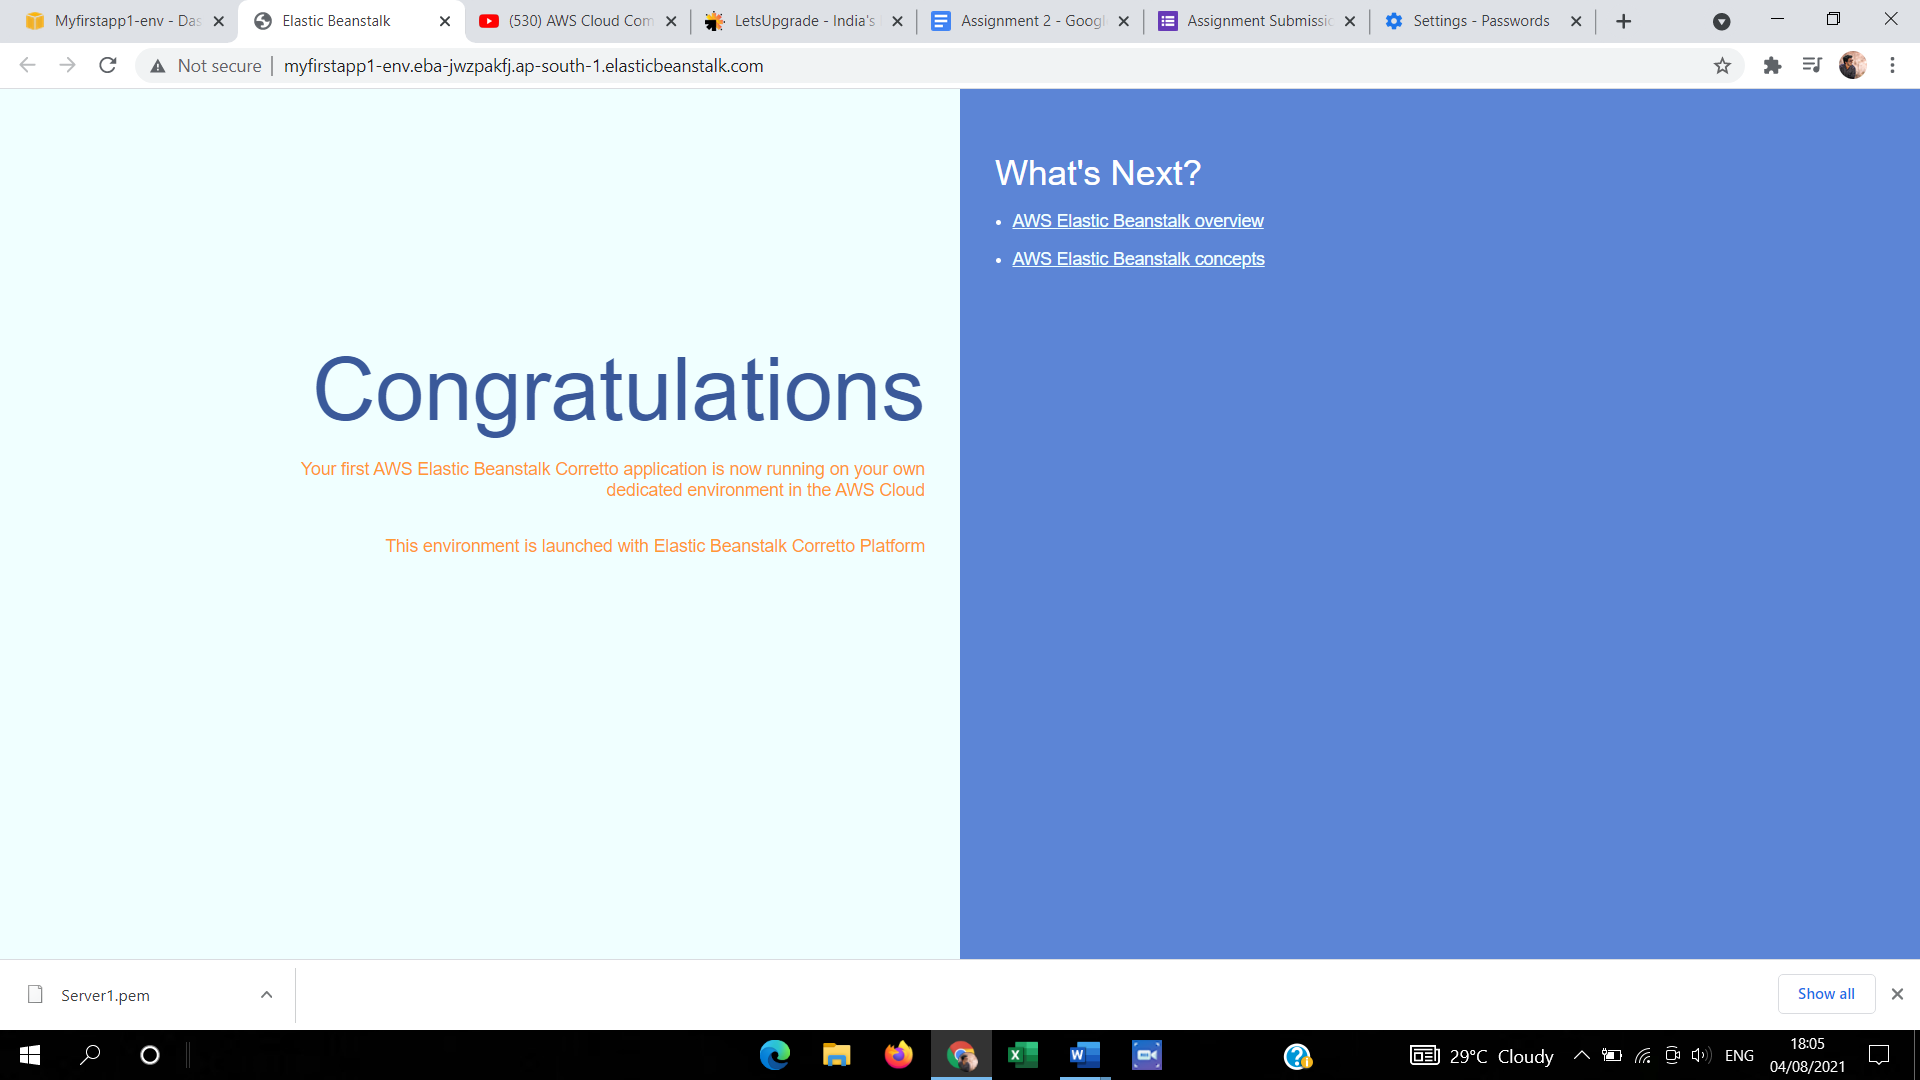 Myfirstapp1-env - Das
Elastic Beanstalk
(530) AWS Cloud Com
LetsUpgrade - India's
Assignment 2 - Googl
Assignment Submissic
Settings - Passwords
Not secure
myfirstapp1-env.eba-jwzpakfj.ap-south-1.elasticbeanstalk.com
Congratulations
Your first AWS Elastic Beanstalk Corretto application is now running on your own
dedicated environment in the AWS Cloud
This environment is launched with Elastic Beanstalk Corretto Platform
What's Next?
AWS Elastic Beanstalk overview
AWS Elastic Beanstalk concepts
Server1.pem
Show all
29°C Cloudy
ENG
18:05
04/08/2021